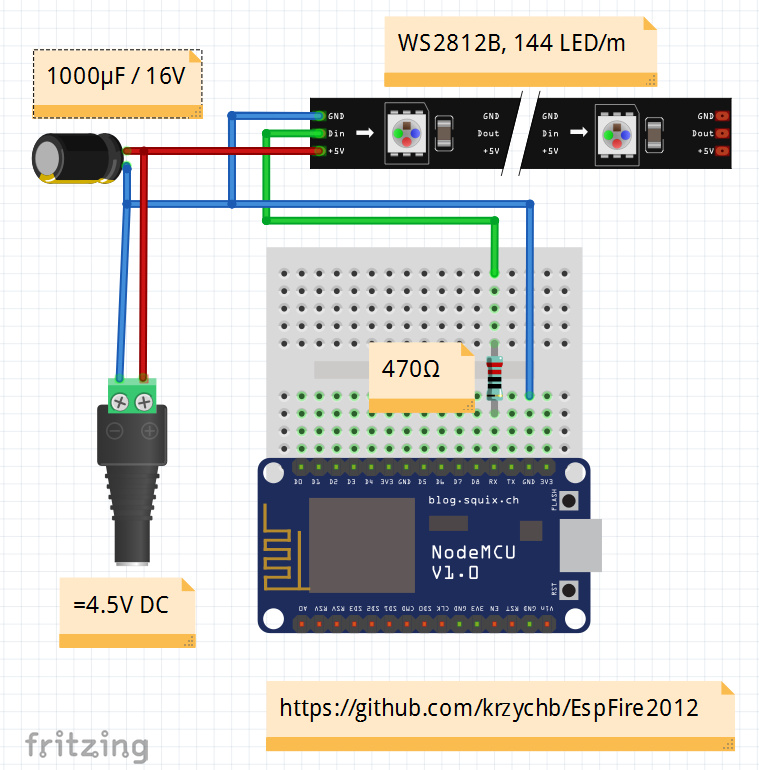 WS2812B, 144 LED/m
1000µF / 16V
GND GND GND GND
Din Dout Din Dout
+5V +5V +5V +5V
470Ω
D0 D1 D2 D3 D4 3V3 GND D5 D6 D7 D8 RX TX GND 3V3
blog.squix.ch
FLASH
NodeMCU
V1.0
RST
A0 RSV RSV SD3 SD2 SD1 CMD SD0 CLK GND 3V3 EN RST GND Vin
=4.5V DC
https://github.com/krzychb/EspFire2012
fritzing